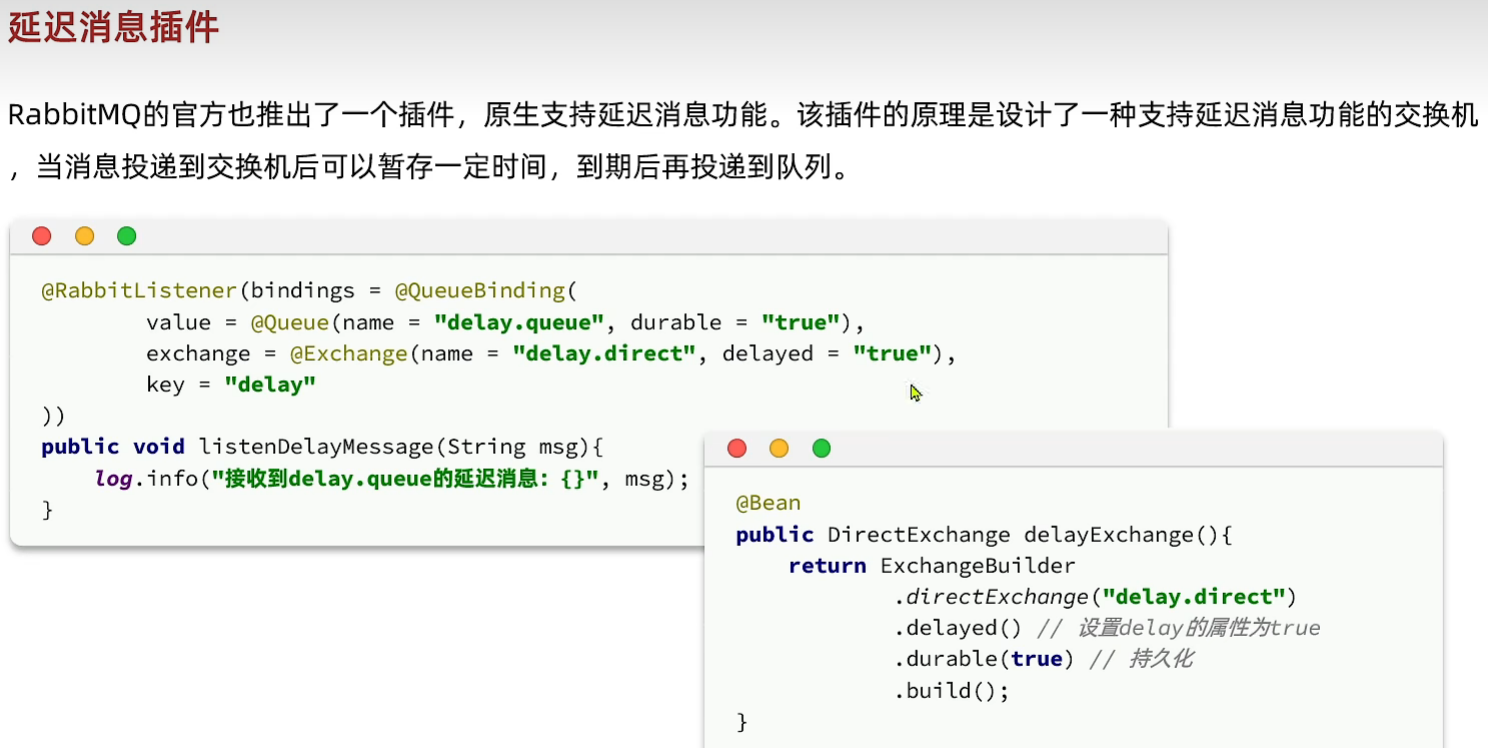 延迟消息插件
RabbitMQ的官方也推出了一个插件，原生支持延迟消息功能。该插件的原理是设计了一种支持延迟消息功能的交换机
，当消息投递到交换机后可以暂存一定时间，到期后再投递到队列。
@RabbitListener(bindings = @QueueBinding(
        value = @Queue(name = "delay.queue", durable = "true"),
        exchange = @Exchange(name = "delay.direct", delayed = "true"),
        key = "delay"
))
public void listenDelayMessage(String msg){
    log.info("接收到delay.queue的延迟消息：{}", msg);
}
@Bean
public DirectExchange delayExchange(){
    return ExchangeBuilder
            .directExchange("delay.direct")
            .delayed() // 设置delay的属性为true
            .durable(true) // 持久化
            .build();
}